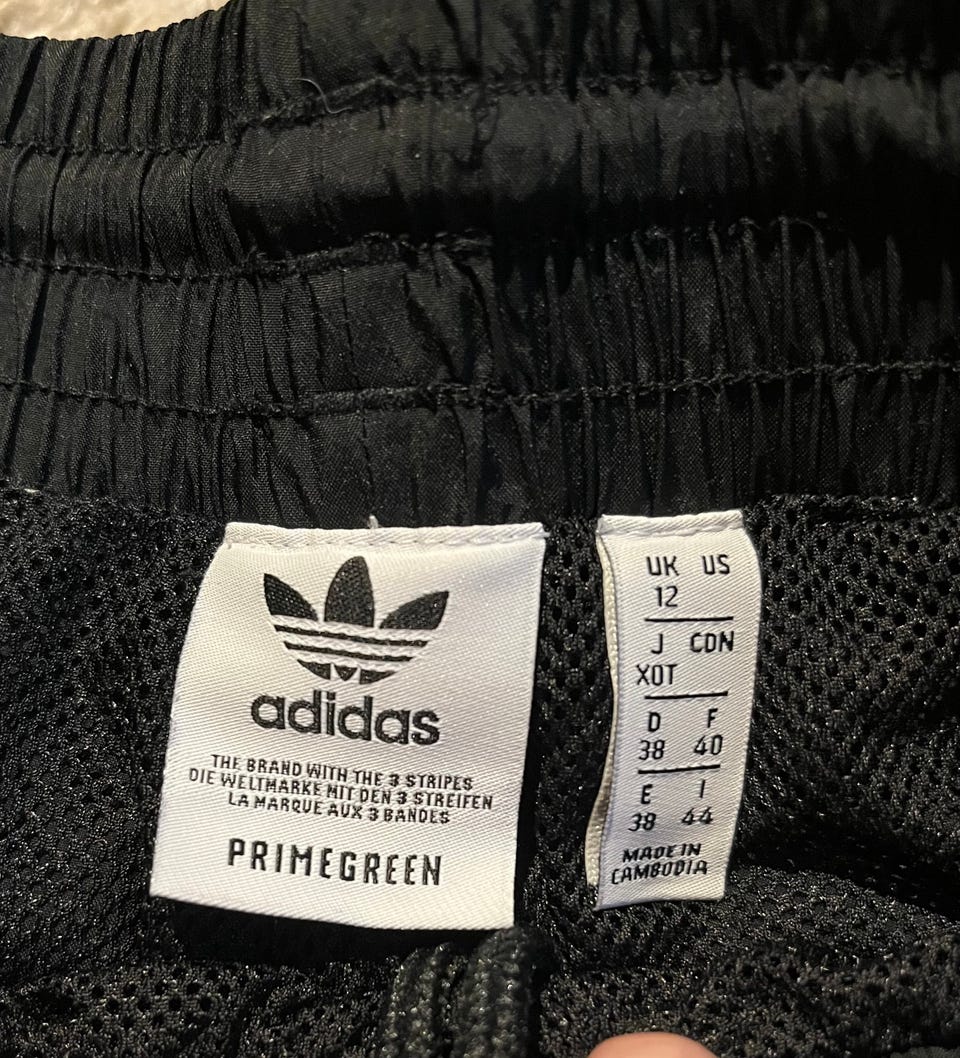 adidas
THE BRAND WITH THE 3 STRIPES
DIE WELTMARKE MIT DEN 3 STREIFEN
LA MARQUE AUX 3 BANDES
PRIMEGREEN
UK US
12
J CDN
XOT
D F
38 40
E I
38 44
MADE IN
CAMBODIA